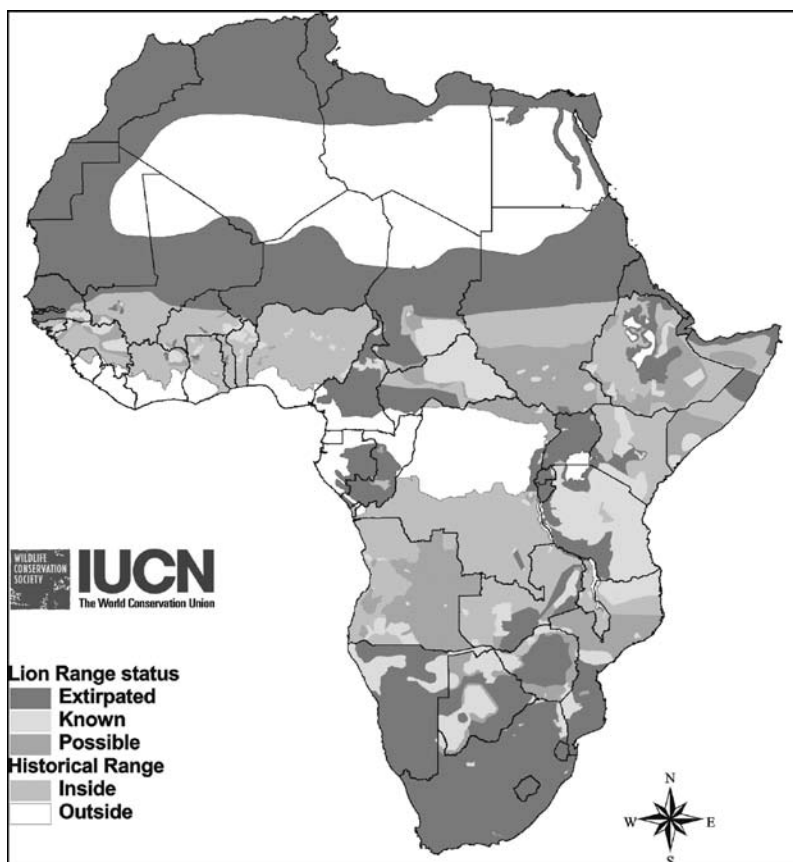 WILDLIFE
CONSERVATION
SOCIETY
IUCN
The World Conservation Union
Lion Range status
Extirpated
Known
Possible
Historical Range
Inside
Outside
N
W E
S